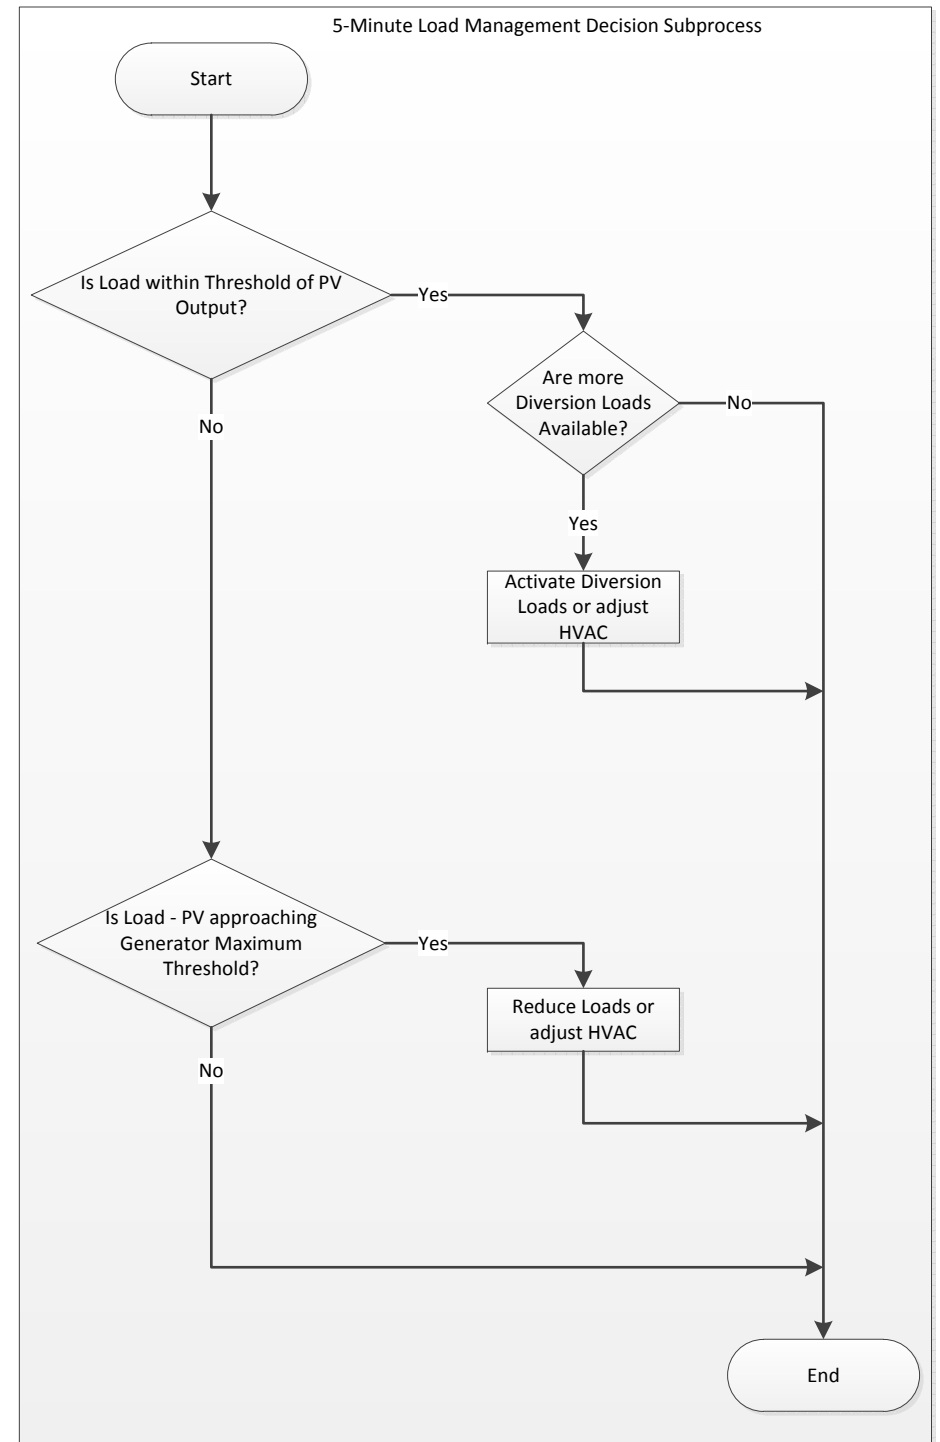 5-Minute Load Management Decision Subprocess
Start
Is Load within Threshold of PV
Output?
Yes
Are more
Diversion Loads
Available?
No
No
Yes
Activate Diversion
Loads or adjust
HVAC
Is Load - PV approaching
Generator Maximum
Threshold?
Yes
Reduce Loads or
adjust HVAC
No
End